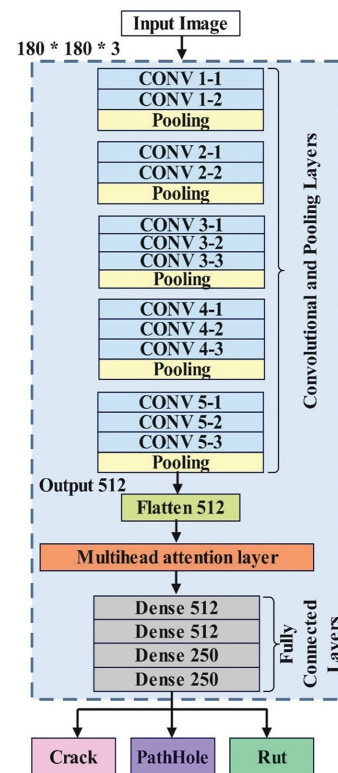 Input Image
180 * 180 * 3
CONV 1-1
CONV 1-2
Pooling
CONV 2-1
CONV 2-2
Pooling
CONV 3-1
CONV 3-2
CONV 3-3
Pooling
CONV 4-1
CONV 4-2
CONV 4-3
Pooling
CONV 5-1
CONV 5-2
CONV 5-3
Pooling
Convolutional and Pooling Layers
Output 512
Flatten 512
Multihead attention layer
Dense 512
Dense 512
Dense 250
Dense 250
Fully
Connected
Layers
Crack
PathHole
Rut